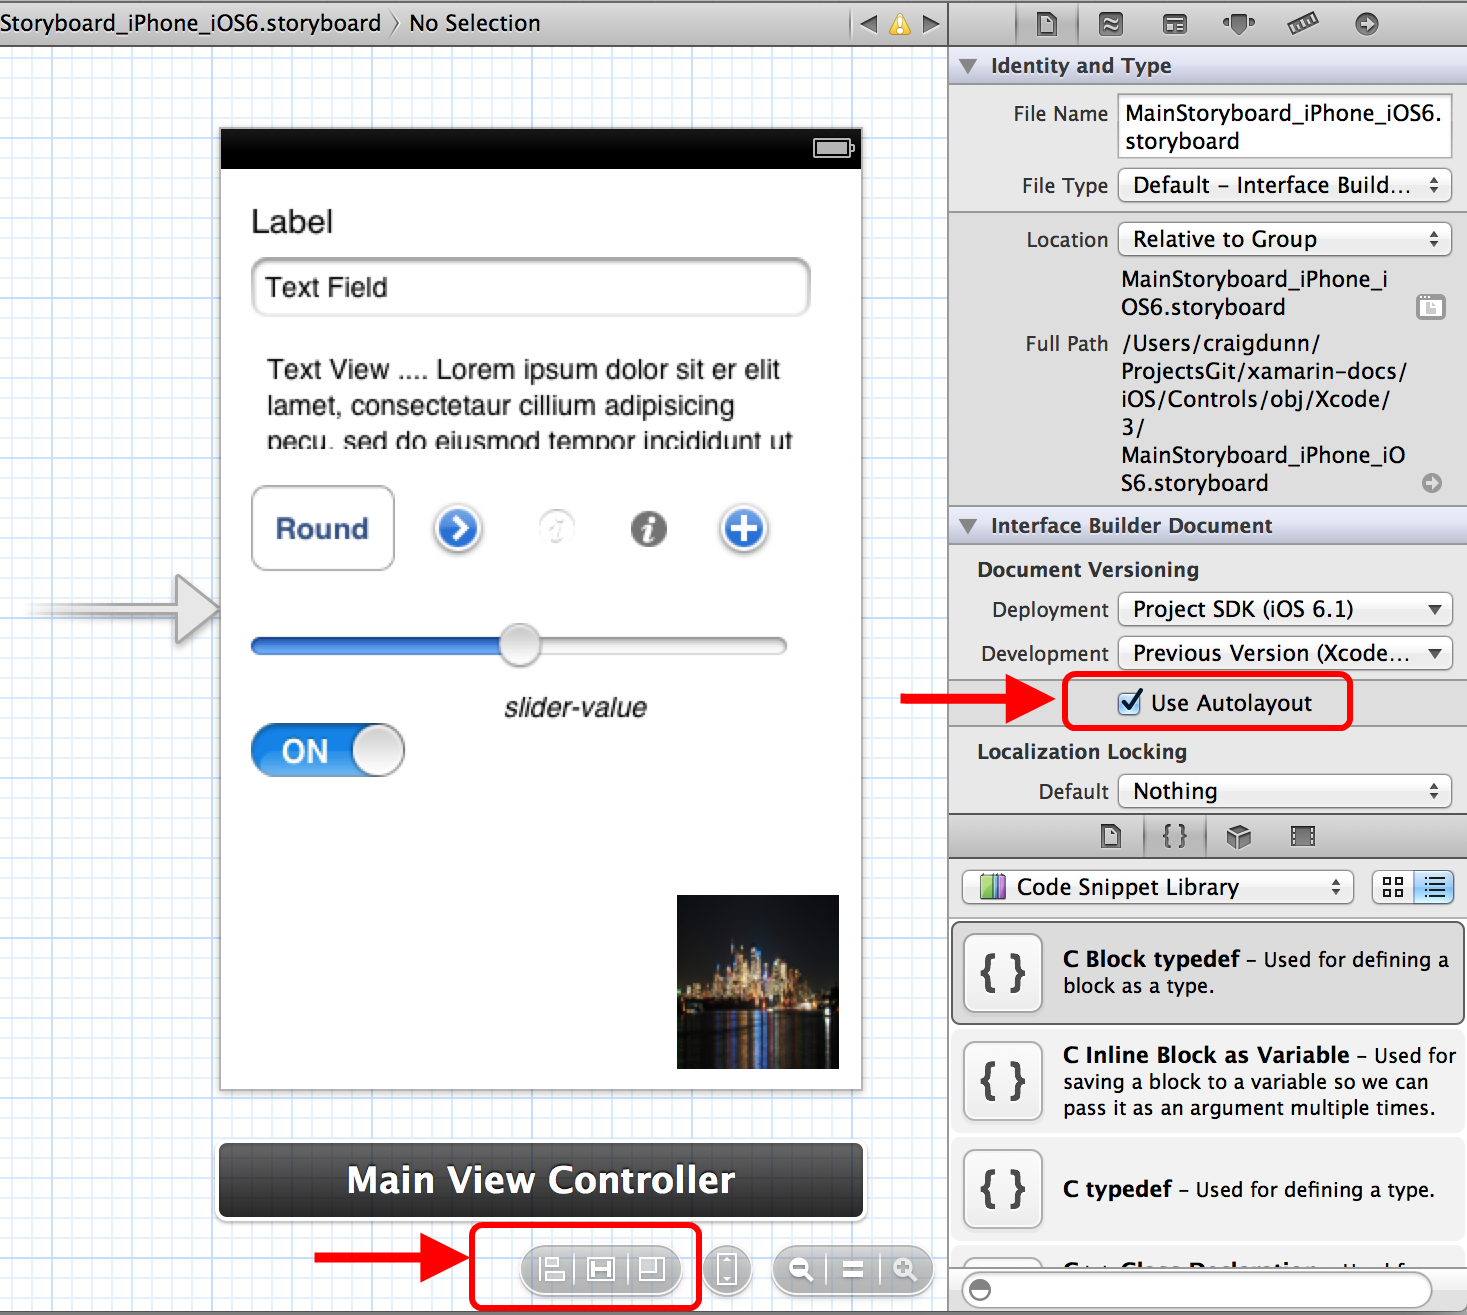 Storyboard_iPhone_iOS6.storyboard
No Selection
Label
Text Field
Text View .... Lorem ipsum dolor sit er elit
lamet, consectetaur cillium adipisicing
pecu, sed do eiusmod tempor incididunt ut
Round
slider-value
ON
Main View Controller
Identity and Type
File Name MainStoryboard_iPhone_iOS6.
storyboard
File Type Default - Interface Build...
Location Relative to Group
MainStoryboard_iPhone_i
OS6.storyboard
Full Path /Users/craigdunn/
ProjectsGit/xamarin-docs/
iOS/Controls/obj/Xcode/
3/
MainStoryboard_iPhone_iO
S6.storyboard
Interface Builder Document
Document Versioning
Deployment Project SDK (iOS 6.1)
Development Previous Version (Xcode...
Use Autolayout
Localization Locking
Default Nothing
Code Snippet Library
C Block typedef - Used for defining a
block as a type.
C Inline Block as Variable - Used for
saving a block to a variable so we can
pass it as an argument multiple times.
C typedef - Used for defining a type.